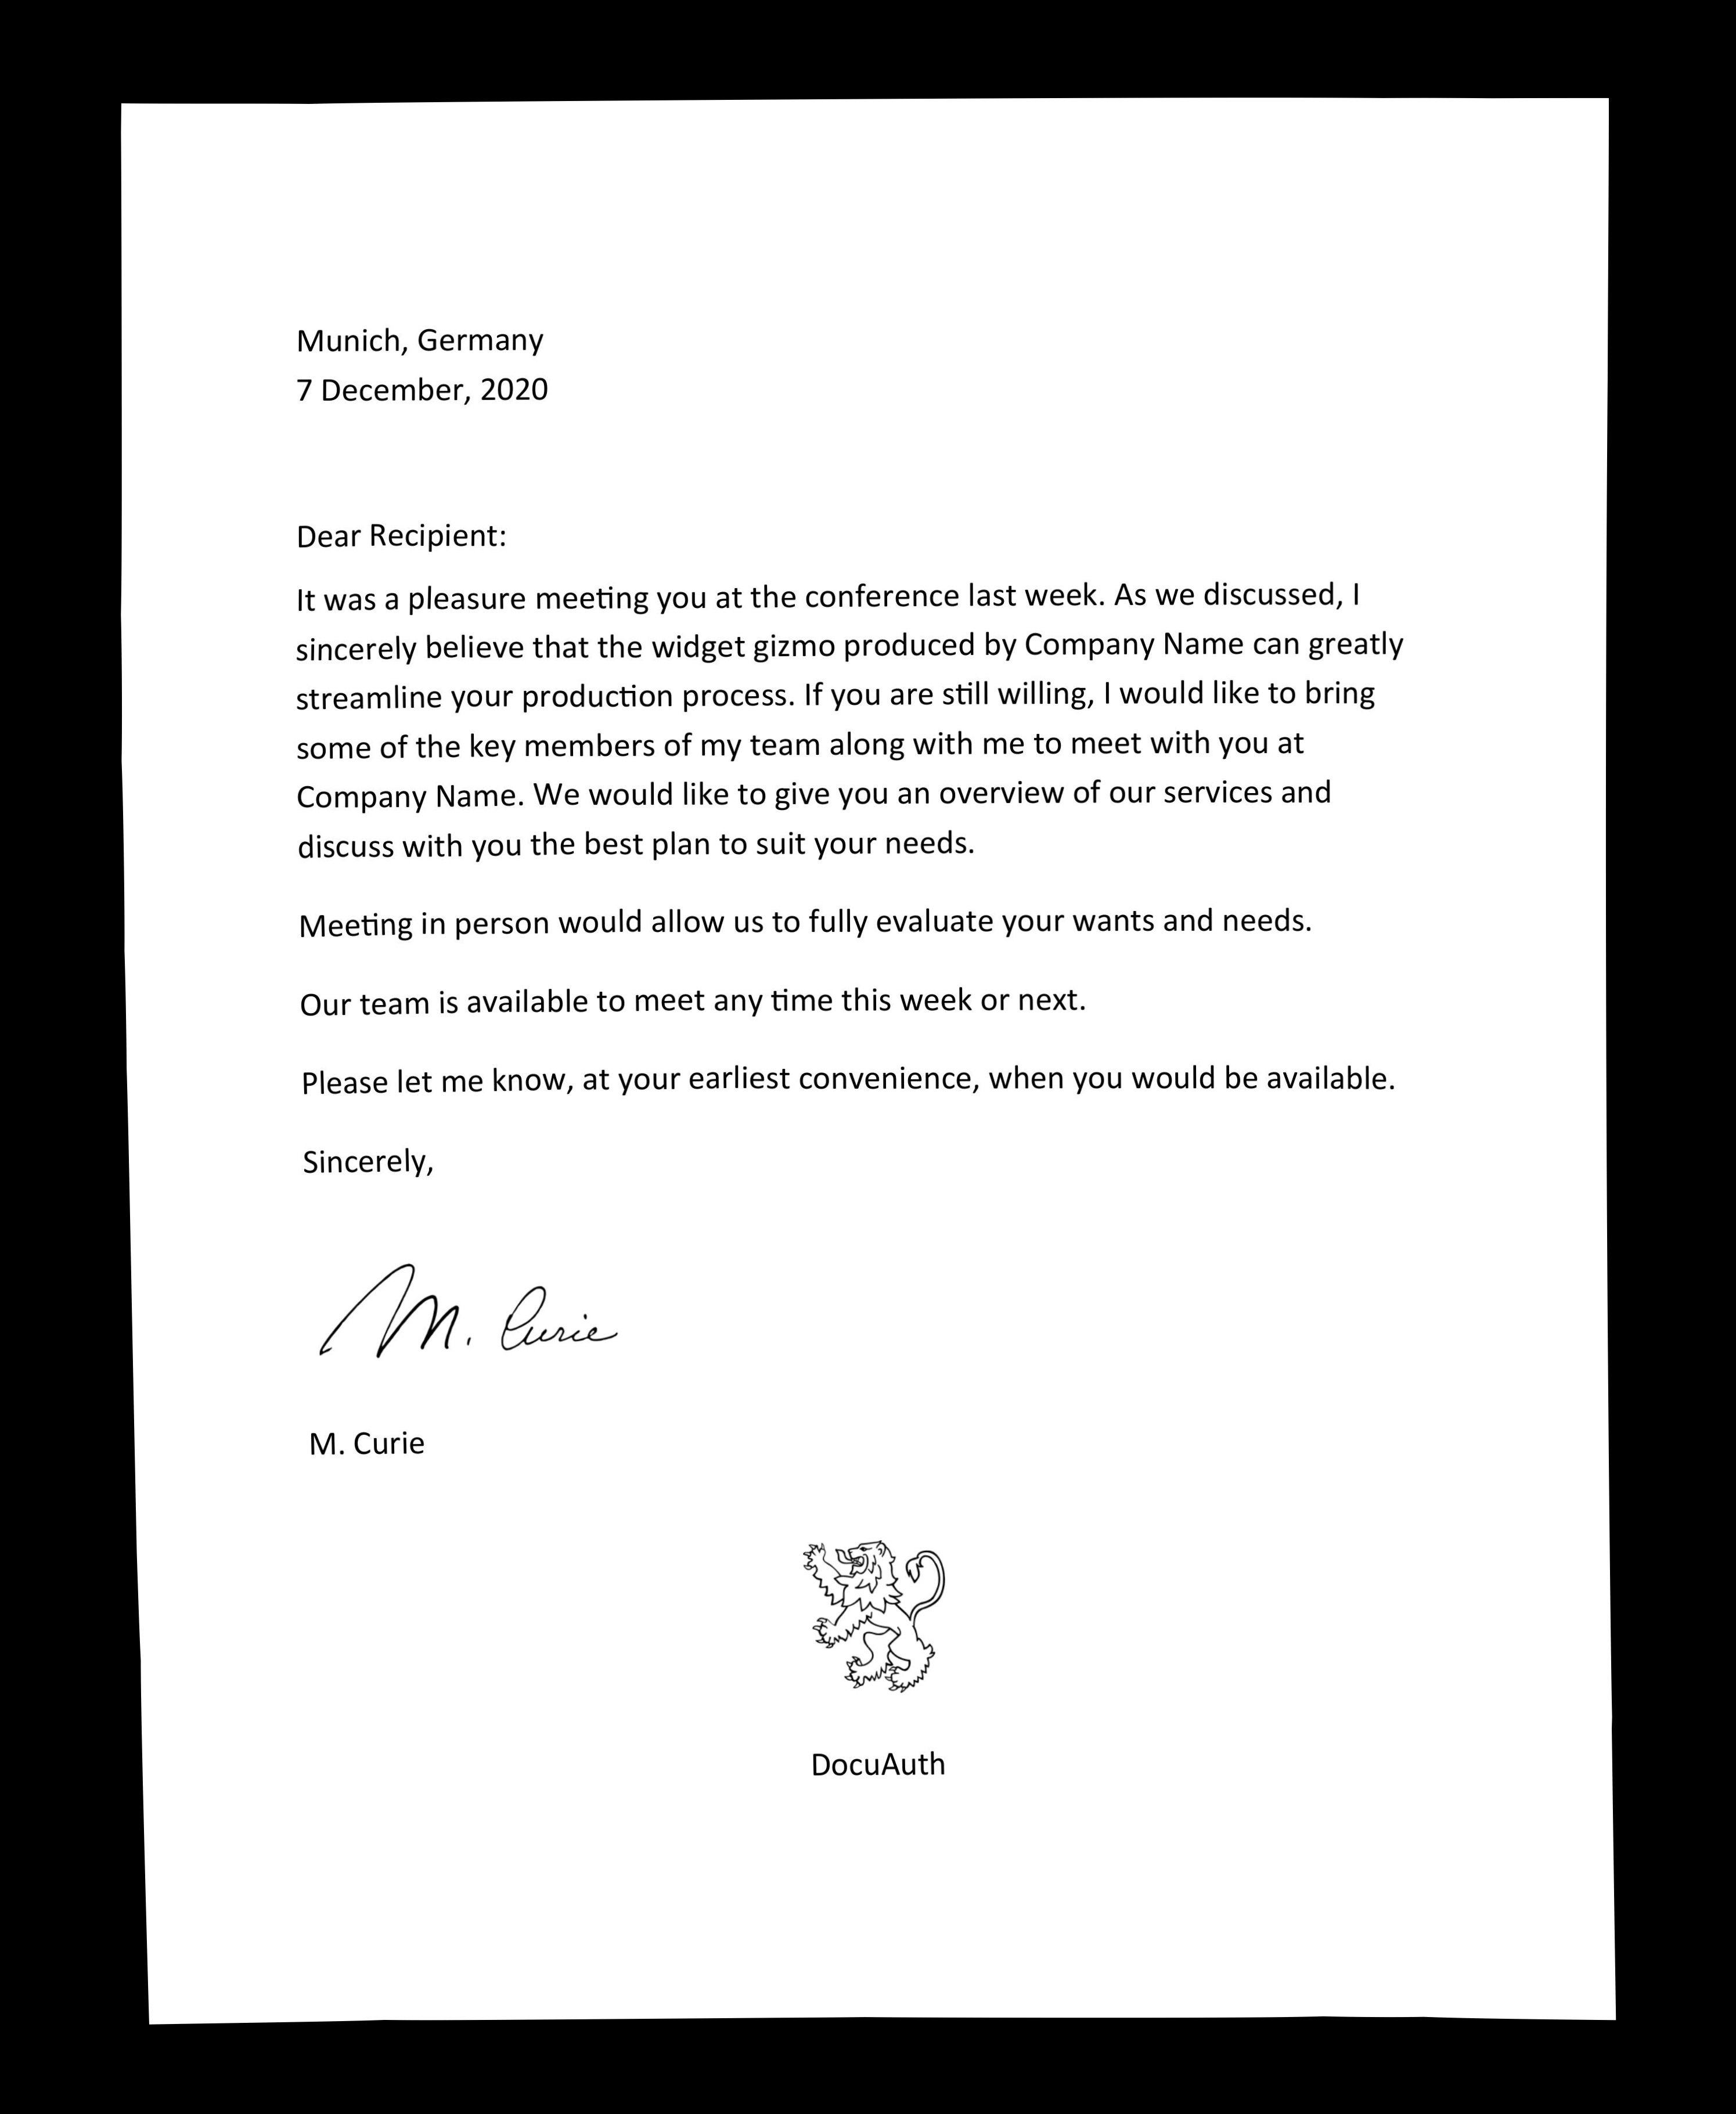 Munich, Germany
7 December, 2020
Dear Recipient:
It was a pleasure meeting you at the conference last week. As we discussed, I
sincerely believe that the widget gizmo produced by Company Name can greatly
streamline your production process. If you are still willing, I would like to bring
some of the key members of my team along with me to meet with you at
Company Name. We would like to give you an overview of our services and
discuss with you the best plan to suit your needs.
Meeting in person would allow us to fully evaluate your wants and needs.
Our team is available to meet any time this week or next.
Please let me know, at your earliest convenience, when you would be available.
Sincerely,
M. Curie
M. Curie
DocuAuth